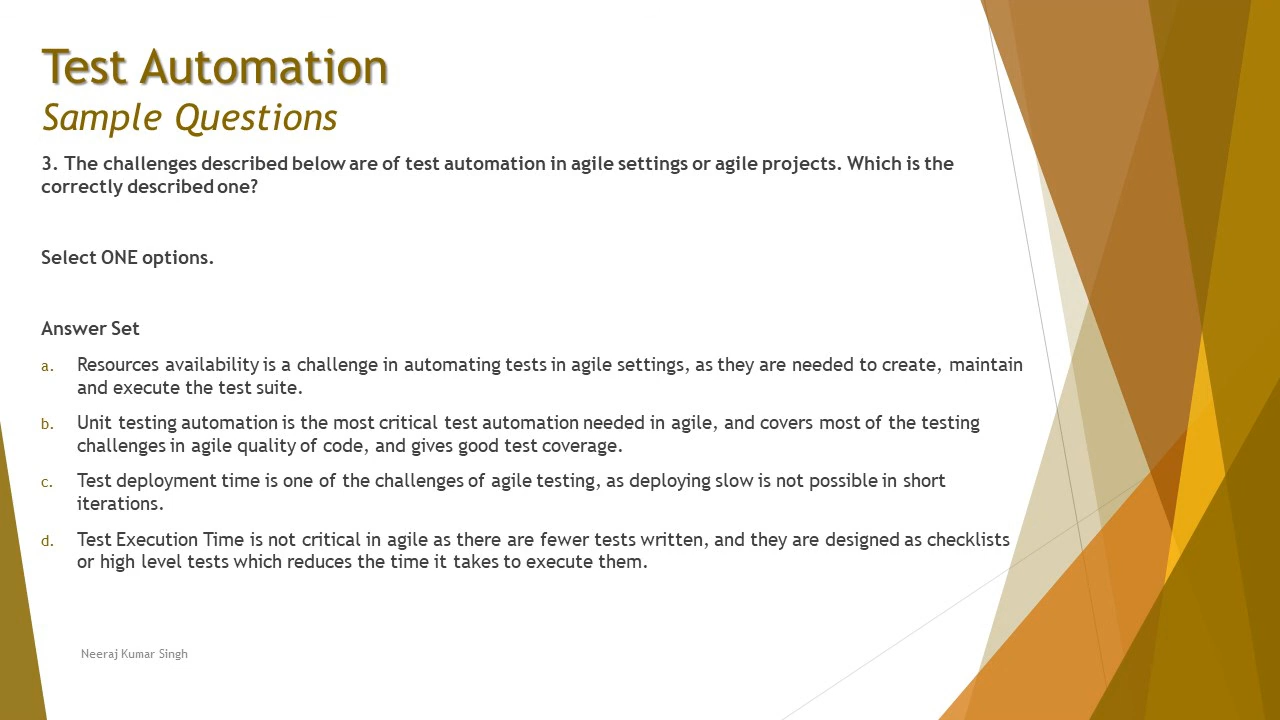 Test Automation
Sample Questions
3. The challenges described below are of test automation in agile settings or agile projects. Which is the
correctly described one?
Select ONE options.
Answer Set
a. Resources availability is a challenge in automating tests in agile settings, as they are needed to create, maintain
and execute the test suite.
b. Unit testing automation is the most critical test automation needed in agile, and covers most of the testing
challenges in agile quality of code, and gives good test coverage.
c. Test deployment time is one of the challenges of agile testing, as deploying slow is not possible in short
iterations.
d. Test Execution Time is not critical in agile as there are fewer tests written, and they are designed as checklists
or high level tests which reduces the time it takes to execute them.
Neeraj Kumar Singh